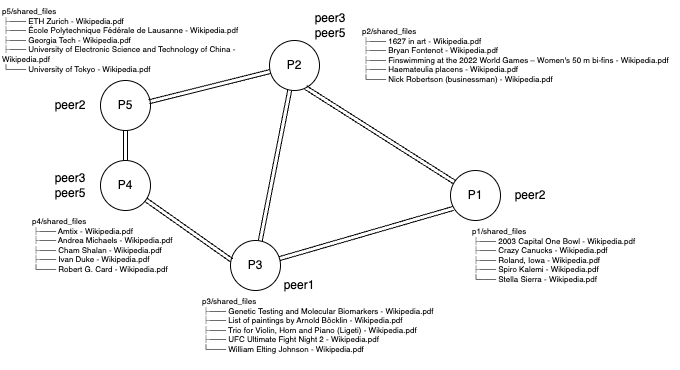 p5/shared_files
ETH Zurich - Wikipedia.pdf
École Polytechnique Fédérale de Lausanne - Wikipedia.pdf
Georgia Tech - Wikipedia.pdf
University of Electronic Science and Technology of China -
Wikipedia.pdf
University of Tokyo - Wikipedia.pdf
peer3
peer5
P2
p2/shared_files
1627 in art - Wikipedia.pdf
Bryan Fontenot - Wikipedia.pdf
Finswimming at the 2022 World Games – Women's 50 m bi-fins - Wikipedia.pdf
Haemateulia placens - Wikipedia.pdf
Nick Robertson (businessman) - Wikipedia.pdf
peer2
P5
peer3
peer5
P4
P1
peer2
p4/shared_files
Amtix - Wikipedia.pdf
Andrea Michaels - Wikipedia.pdf
Cham Shalan - Wikipedia.pdf
Ivan Duke - Wikipedia.pdf
Robert G. Card - Wikipedia.pdf
p1/shared_files
2003 Capital One Bowl - Wikipedia.pdf
Crazy Canucks - Wikipedia.pdf
Roland, Iowa - Wikipedia.pdf
Spiro Kalemi - Wikipedia.pdf
Stella Sierra - Wikipedia.pdf
P3
peer1
p3/shared_files
Genetic Testing and Molecular Biomarkers - Wikipedia.pdf
List of paintings by Arnold Böcklin - Wikipedia.pdf
Trio for Violin, Horn and Piano (Ligeti) - Wikipedia.pdf
UFC Ultimate Fight Night 2 - Wikipedia.pdf
William Elting Johnson - Wikipedia.pdf